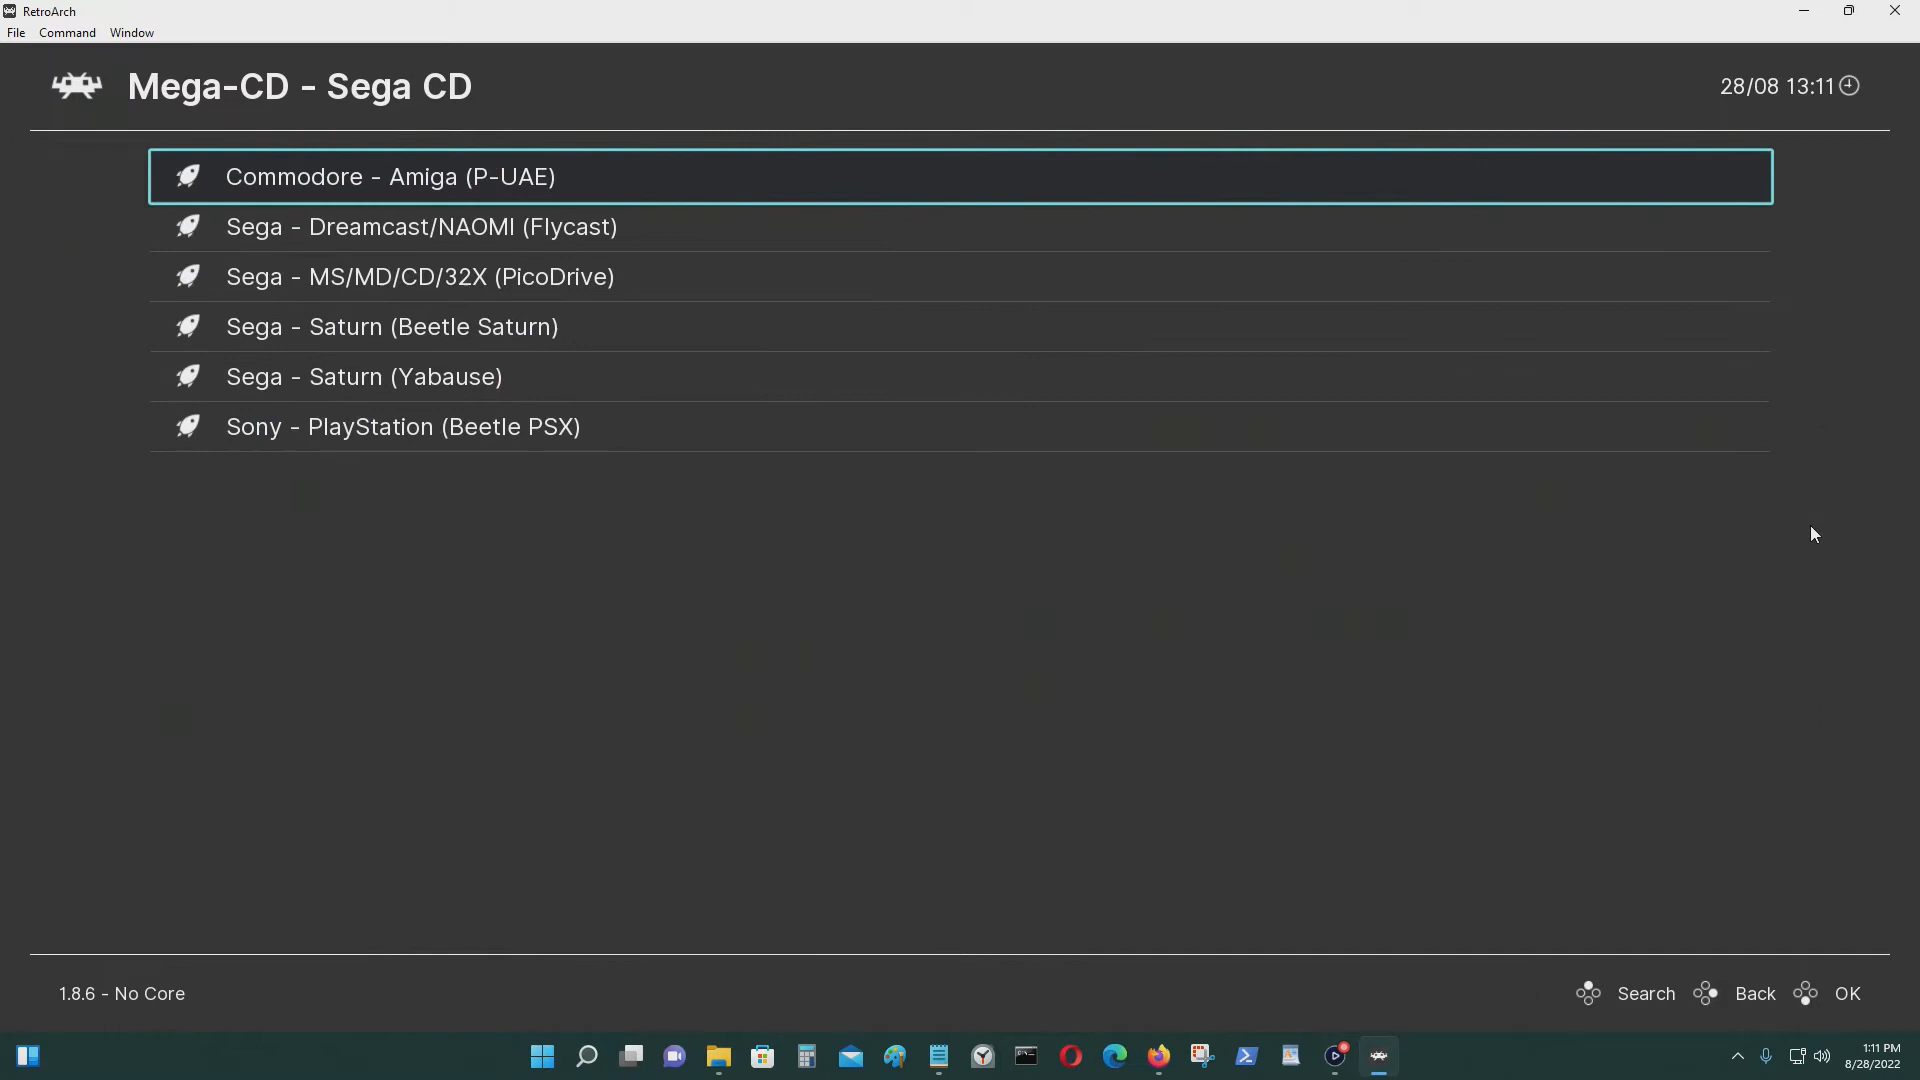 RetroArch
File Command Window
Mega-CD - Sega CD
28/08 13:11
Commodore - Amiga (P-UAE)
Sega - Dreamcast/NAOMI (Flycast)
Sega - MS/MD/CD/32X (PicoDrive)
Sega - Saturn (Beetle Saturn)
Sega - Saturn (Yabause)
Sony - PlayStation (Beetle PSX)
1.8.6 - No Core
Search Back OK
1:11 PM
8/28/2022